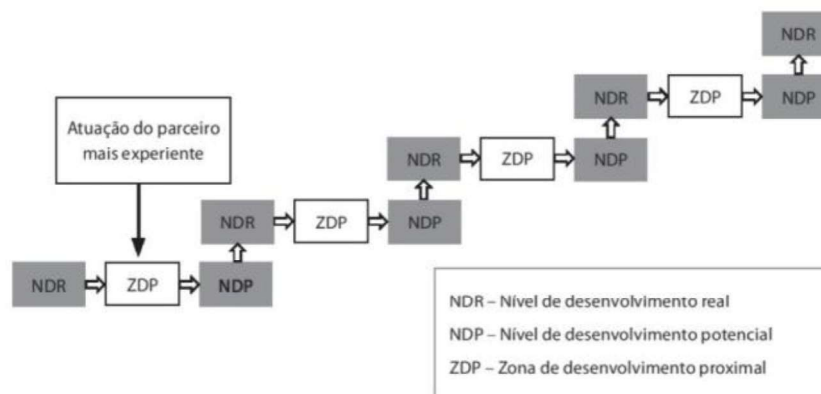 NDR
NDR ZDP NDP
Atuação do parceiro
mais experiente
NDR ZDP NDP
NDR ZDP NDP
NDR ZDP NDP
NDR – Nível de desenvolvimento real
NDP – Nível de desenvolvimento potencial
ZDP – Zona de desenvolvimento proximal